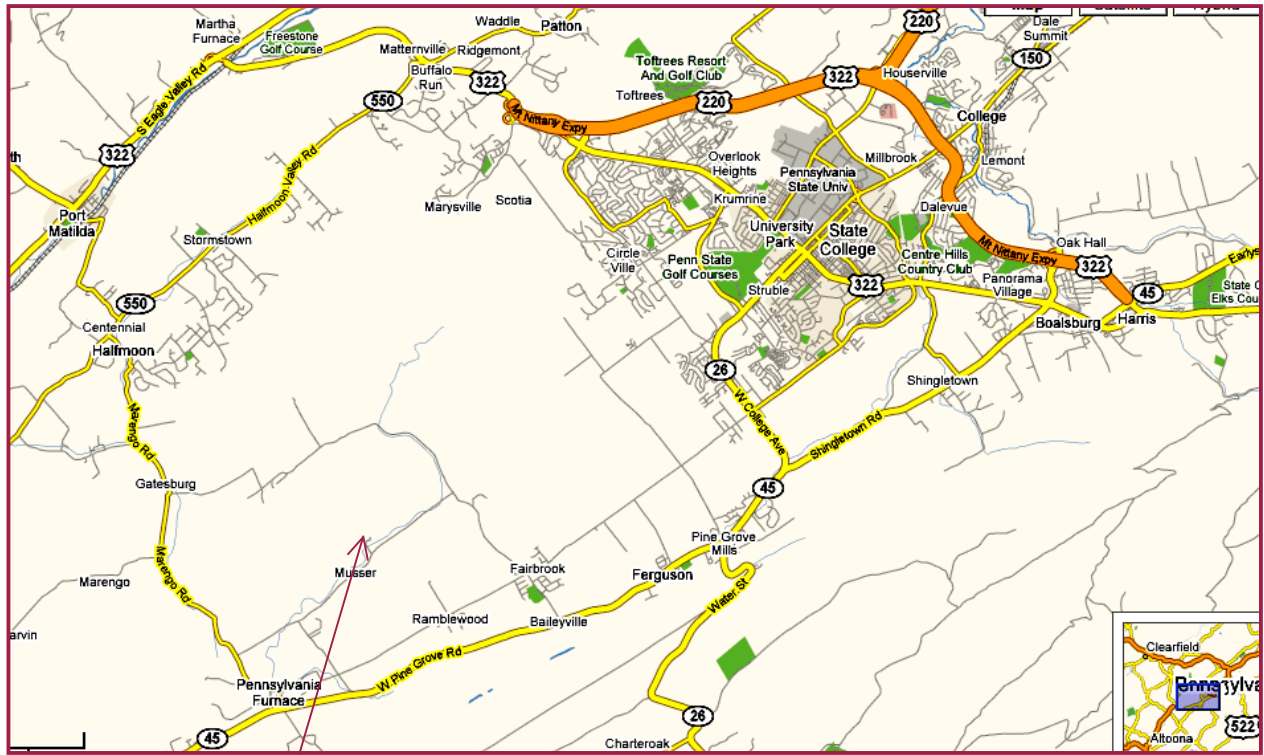 Martha
Furnace
Freestone
Golf Course
Waddle
Patton
Matternville
Ridgemont
Buffalo
Run
322
550
S Eagle Valley Rd
322
Port
Matilda
Halfmoon Valley Rd
Stormstown
Marysville
Scotia
Mt Nittany Expy
Toftrees Resort
And Golf Club
Toftrees
220
322
220
Houserville
Dale
Summit
150
College
Lemont
Millbrook
Overlook
Heights
Krumrine
Pennsylvania
State Univ
Dalevue
University
Park
State
College
Circle
Ville
Penn State
Golf Courses
Struble
322
Centre Hills
Country Club
Mt Nittany Expy
Panorama
Village
Oak Hall
322
45
Boalsburg
Harris
Earlys
State C
Elks Cou
550
Centennial
Halfmoon
Marengo Rd
Gatesburg
Marengo Rd
Marengo
arvin
26
W College Ave
Shingletown
Shingletown Rd
45
Pine Grove
Mills
Musser
Fairbrook
Ferguson
Ramblewood
Baileyville
Water St
W Pine Grove Rd
Pennsylvania
Furnace
45
26
Charteroak
Clearfield
Pennsylva
Altoona
522